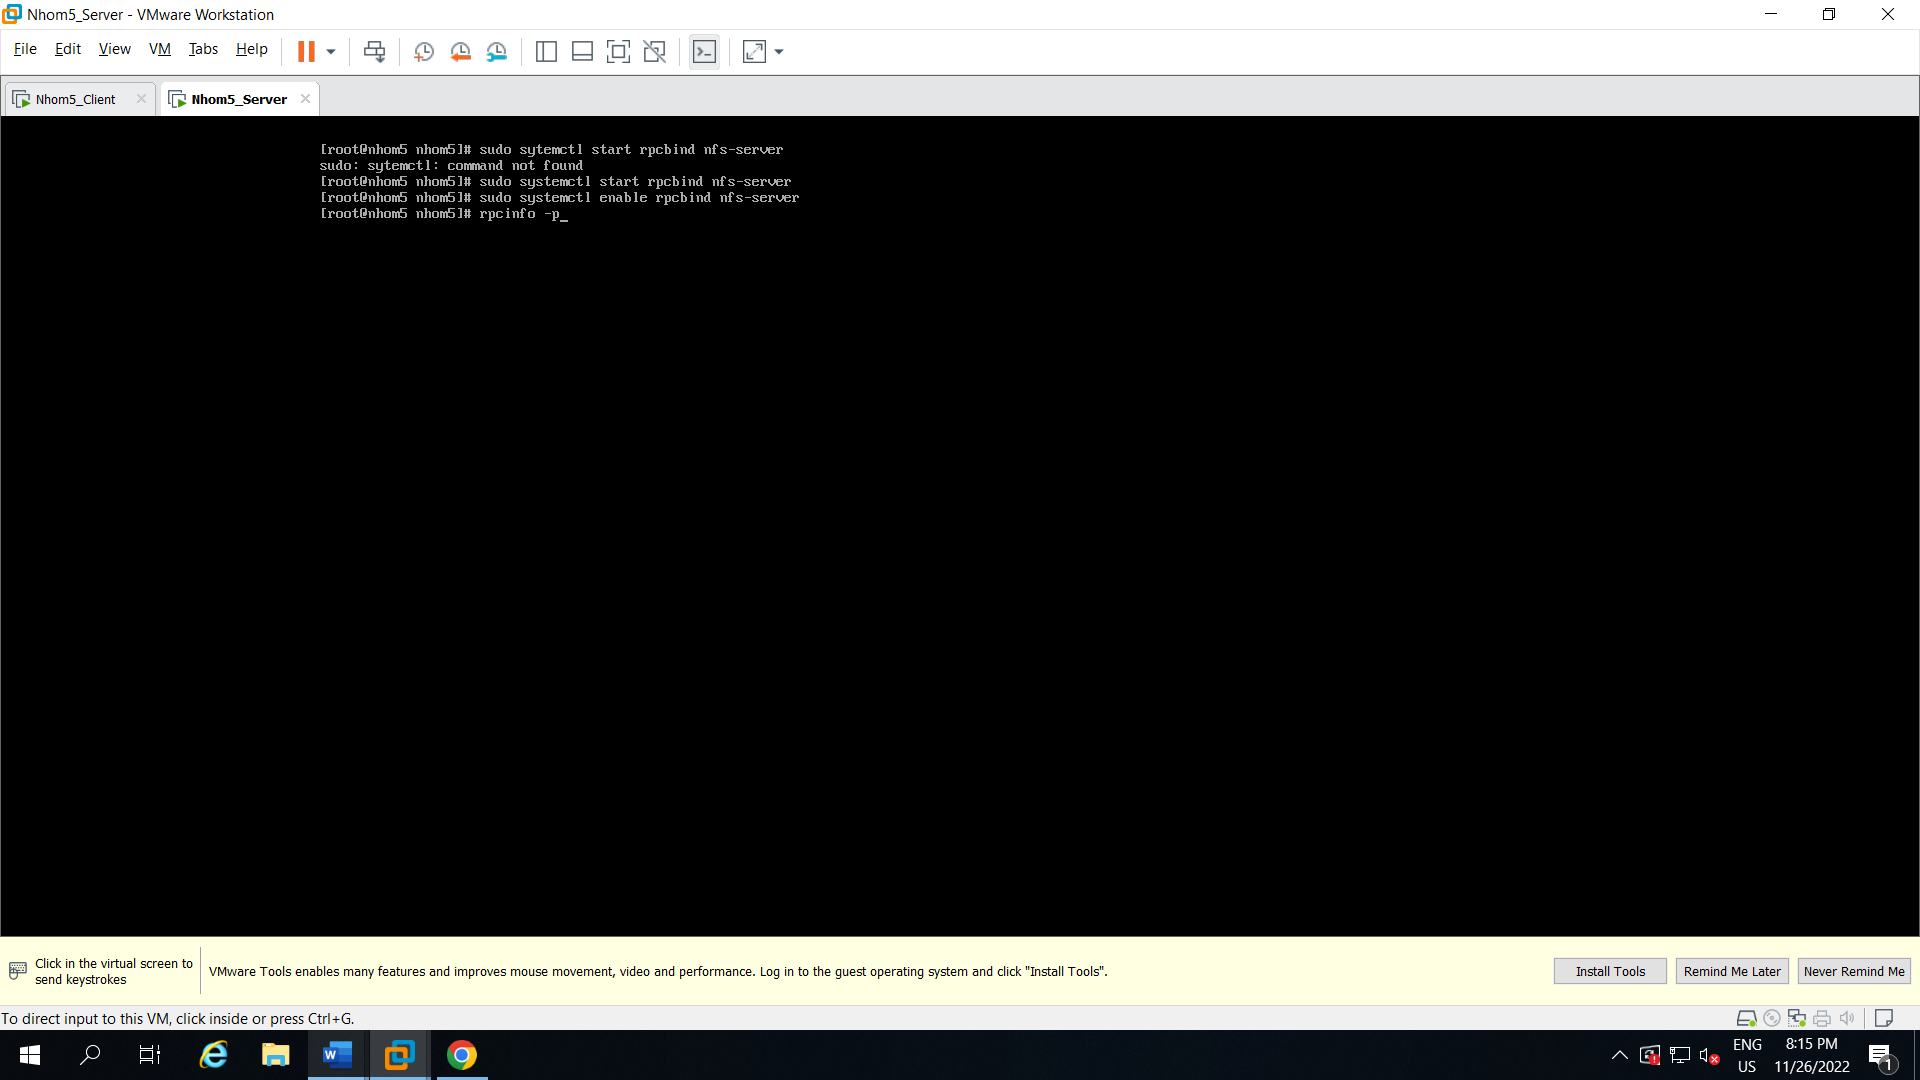 Nhom5_Server - VMware Workstation
File Edit View VM Tabs Help
Nhom5_Client Nhom5_Server
[root@nhom5 nhom5]# sudo sytemctl start rpcbind nfs-server
sudo: sytemctl: command not found
[root@nhom5 nhom5]# sudo systemctl start rpcbind nfs-server
[root@nhom5 nhom5]# sudo systemctl enable rpcbind nfs-server
[root@nhom5 nhom5]# rpcinfo -p_
Click in the virtual screen to
send keystrokes
VMware Tools enables many features and improves mouse movement, video and performance. Log in to the guest operating system and click "Install Tools".
Install Tools Remind Me Later Never Remind Me
To direct input to this VM, click inside or press Ctrl+G.
ENG 8:15 PM
US 11/26/2022
1